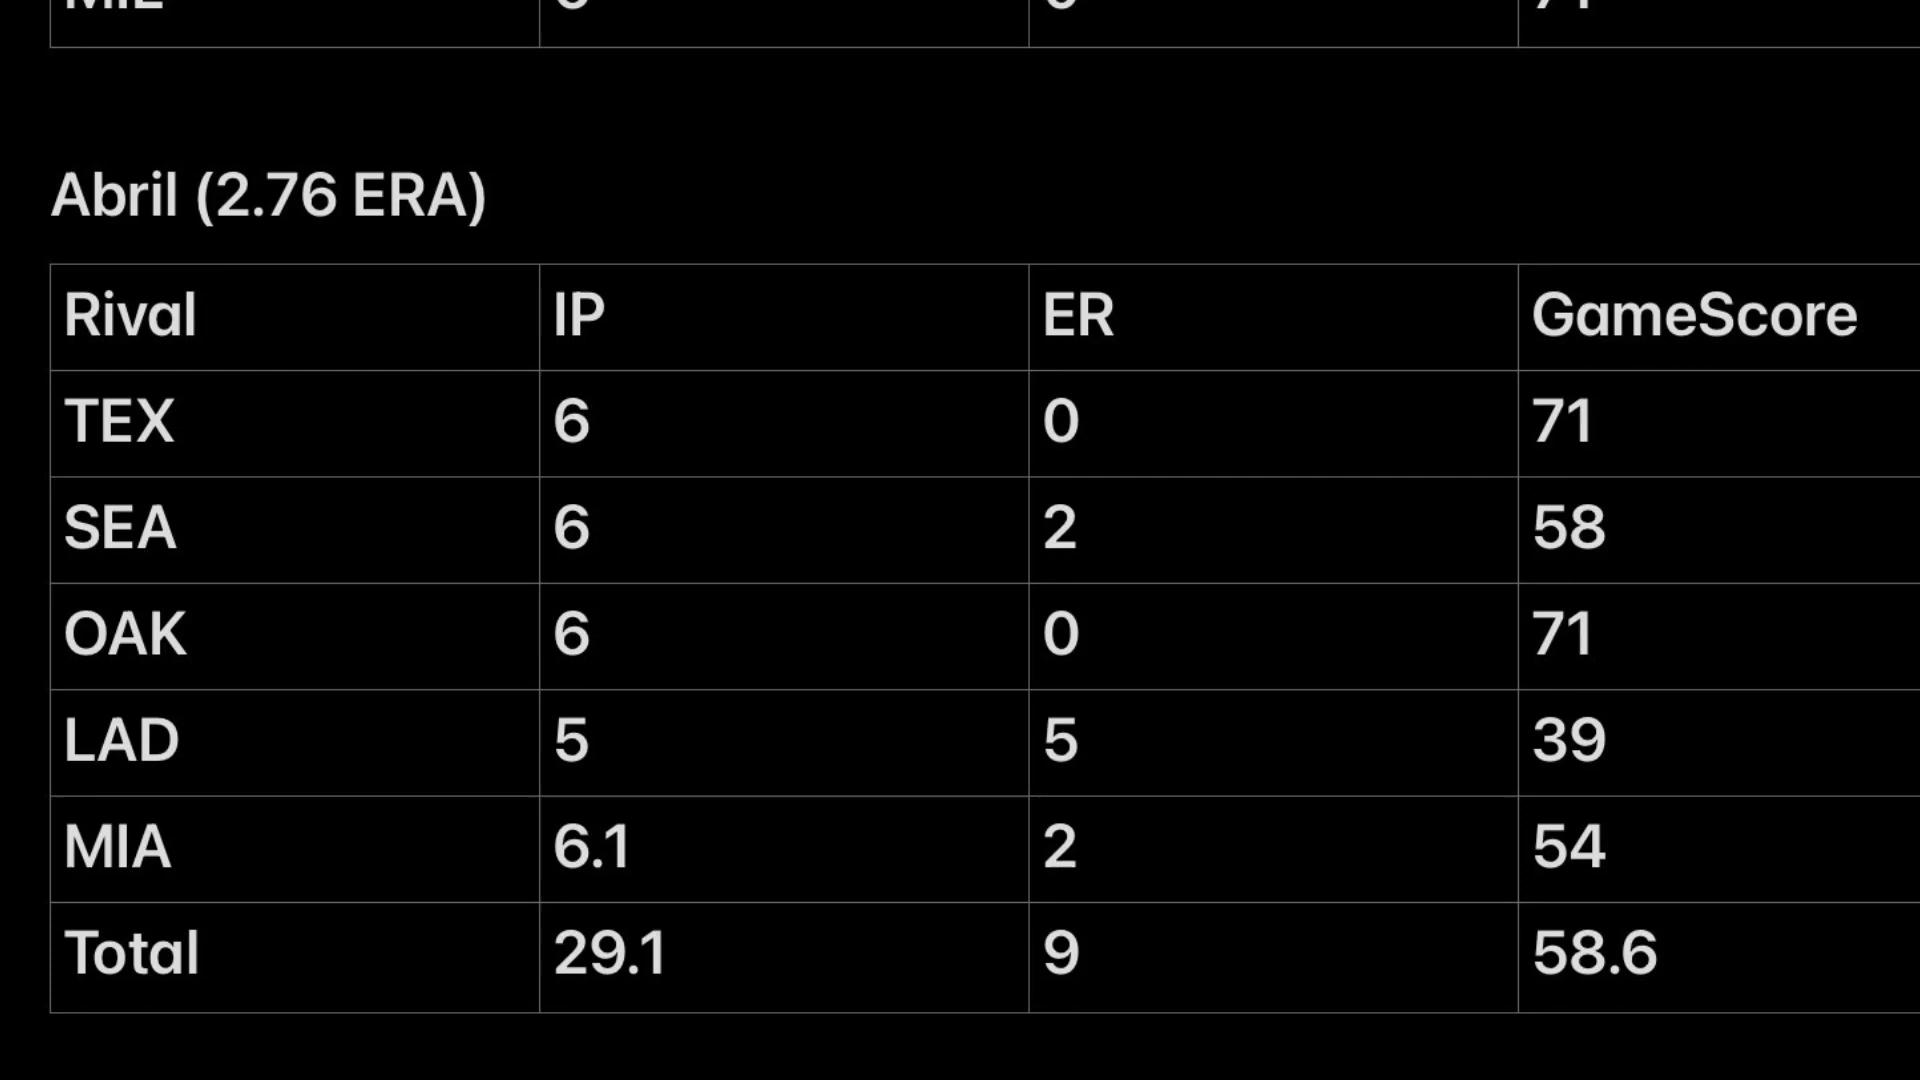 Abril (2.76 ERA)
Rival IP ER GameScore
TEX 6 0 71
SEA 6 2 58
OAK 6 0 71
LAD 5 5 39
MIA 6.1 2 54
Total 29.1 9 58.6